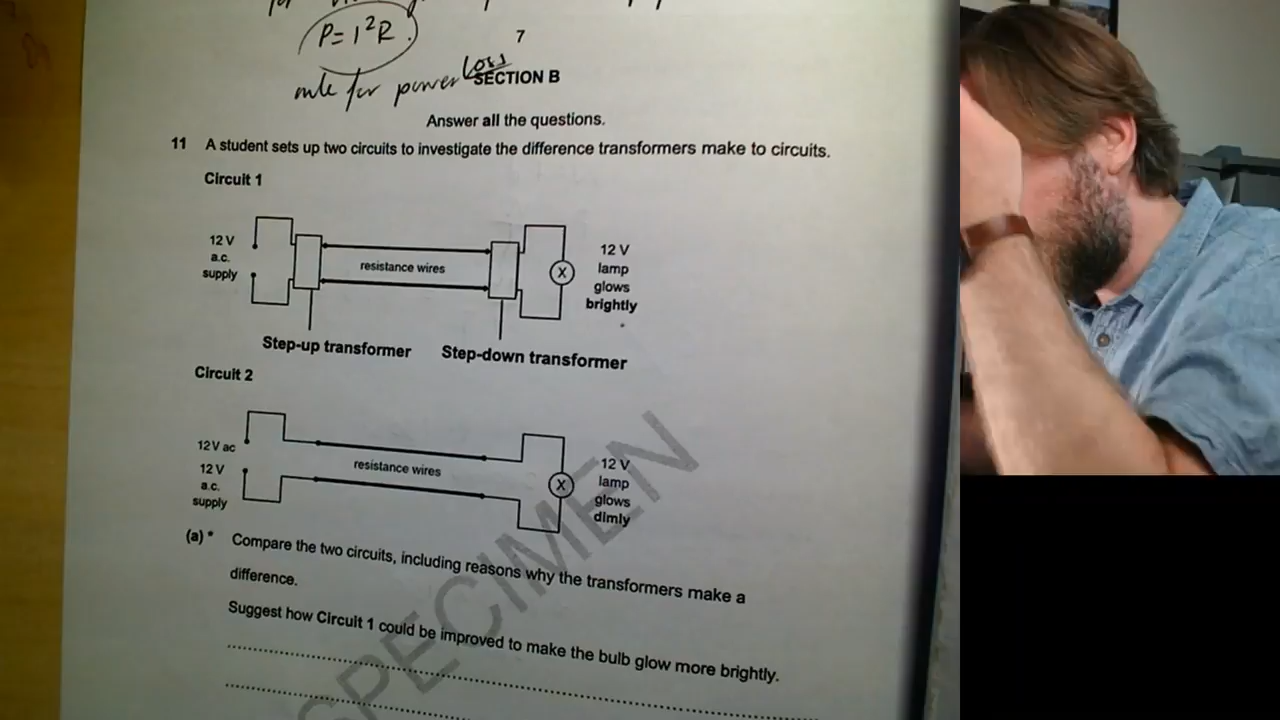 P = I²R.
7
rule for power loss
SECTION B
Answer all the questions.
11 A student sets up two circuits to investigate the difference transformers make to circuits.
Circuit 1
12 V
a.c.
supply
resistance wires
X
12 V
lamp
glows
brightly
Step-up transformer
Step-down transformer
Circuit 2
12V ac
12 V
a.c.
supply
resistance wires
X
12 V
lamp
glows
dimly
(a)* Compare the two circuits, including reasons why the transformers make a
difference.
Suggest how Circuit 1 could be improved to make the bulb glow more brightly.
SPECIMEN